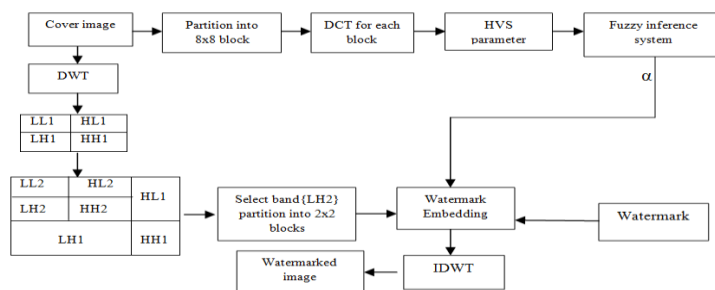 Cover image
Partition into
8x8 block
DCT for each
block
HVS
parameter
Fuzzy inference
system
DWT
α
LL1 HL1
LH1 HH1
LL2 HL2
HL1
LH2 HH2
LH1 HH1
Select band {LH2}
partition into 2x2
blocks
Watermark
Embedding
Watermark
Watermarked
image
IDWT